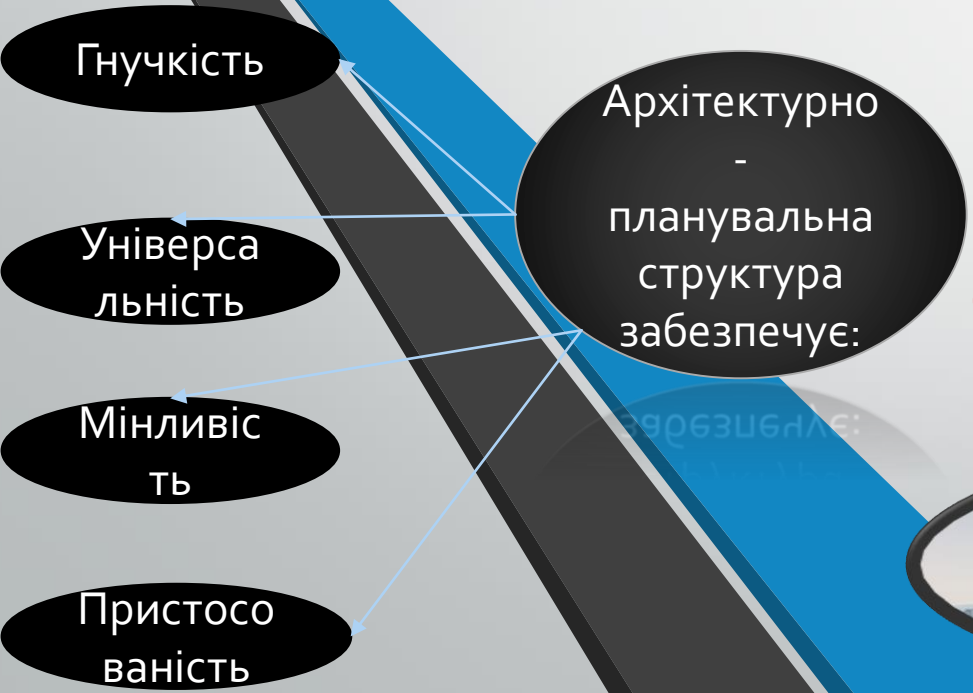 Гнучкість
Універса
льність
Мінливіс
ть
Пристосо
ваність
Архітектурно
-
планувальна
структура
забезпечує: